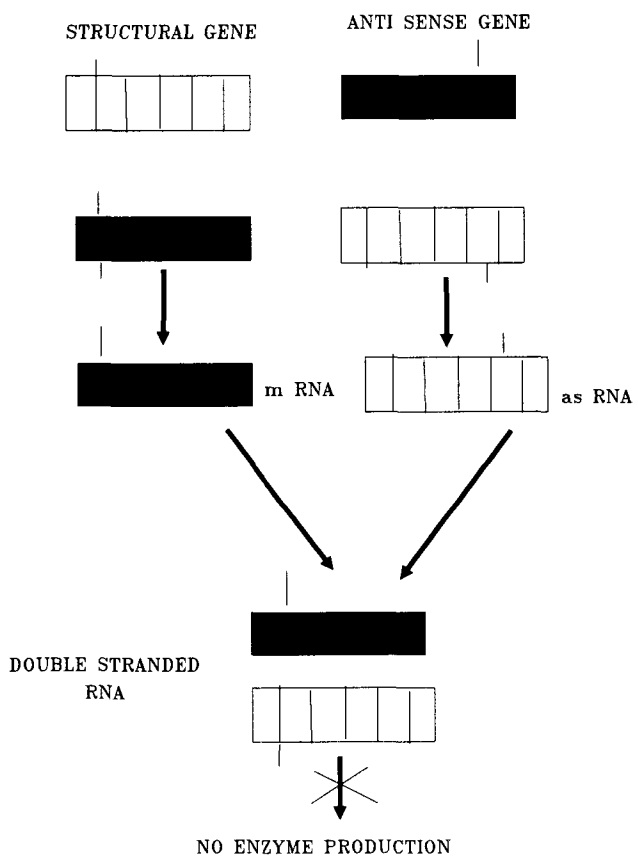 STRUCTURAL GENE
ANTI SENSE GENE
m RNA
as RNA
DOUBLE STRANDED
RNA
NO ENZYME PRODUCTION